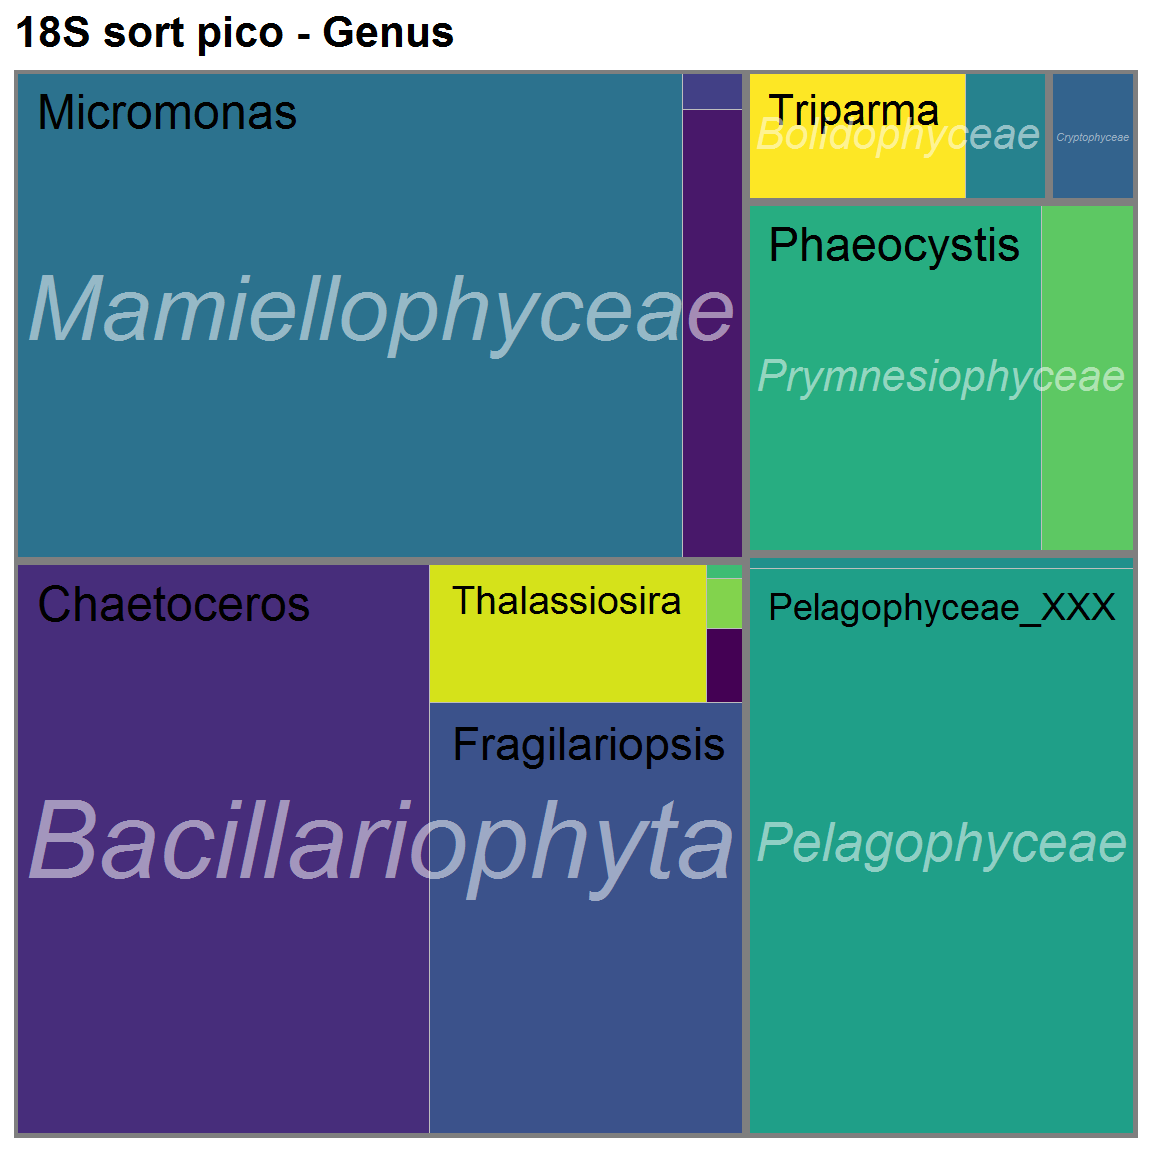 18S sort pico - Genus
Micromonas
Mamiellophyceae
Triparma
Bolidophyceae
Cryptophyceae
Phaeocystis
Prymnesiophyceae
Chaetoceros
Thalassiosira
Fragilariopsis
Bacillariophyta
Pelagophyceae_XXX
Pelagophyceae